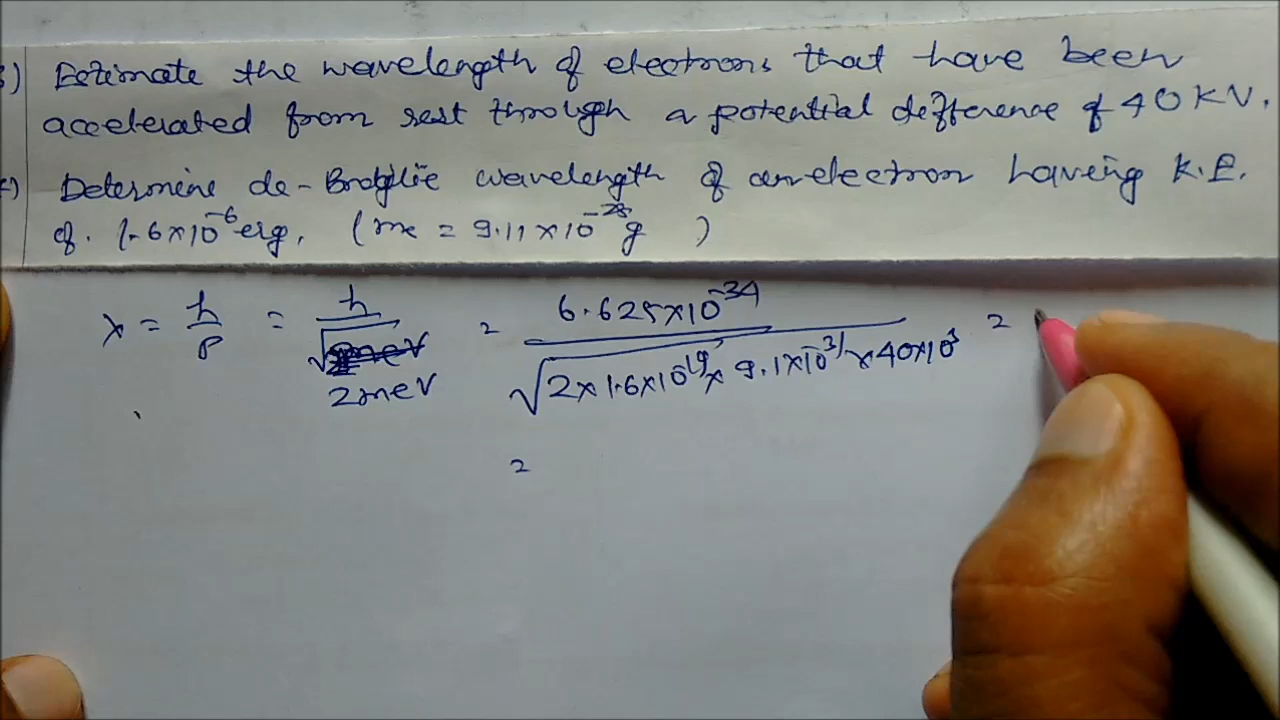 ) Estimate the wavelength of electrons that have been
accelerated from rest through a potential difference of 40 KV.
) Determine de-Broglie wavelength of an electron having K.E.
of 1.6×10⁻⁶ erg, (me = 9.11×10⁻²⁸ g )
λ = h/p = h/√2meV = 6.625×10⁻³⁴/√2×1.6×10⁻¹⁹×9.1×10⁻³¹×40×10³ =
=